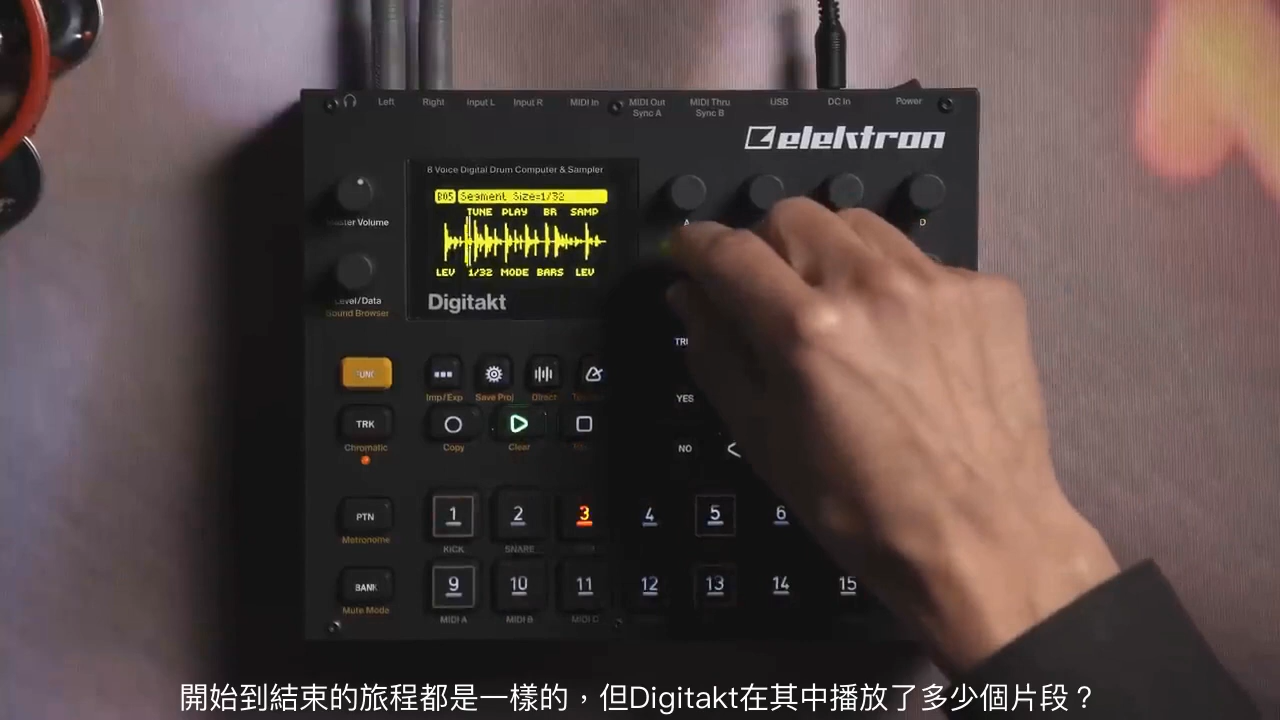 Left Right Input L Input R MIDI In MIDI Out MIDI Thru USB DC In Power
Sync A Sync B
elektron
8 Voice Digital Drum Computer & Sampler
B05 Segment Size=1/32
TUNE PLAY BR SAMP
LEV 1/32 MODE BARS LEV
Digitakt
Master Volume
A
D
Level/Data
Sound Browser
FUNC
Imp/Exp Save Proj Direct
TRK
Copy Clear
Chromatic
YES
NO
PTN
1 2 3 4 5 6
Metronome
KICK SNARE
BANK
9 10 11 12 13 14 15
Mute Mode
MIDI A MIDI B MIDI C
開始到結束的旅程都是一樣的，但Digitakt在其中播放了多少個片段？